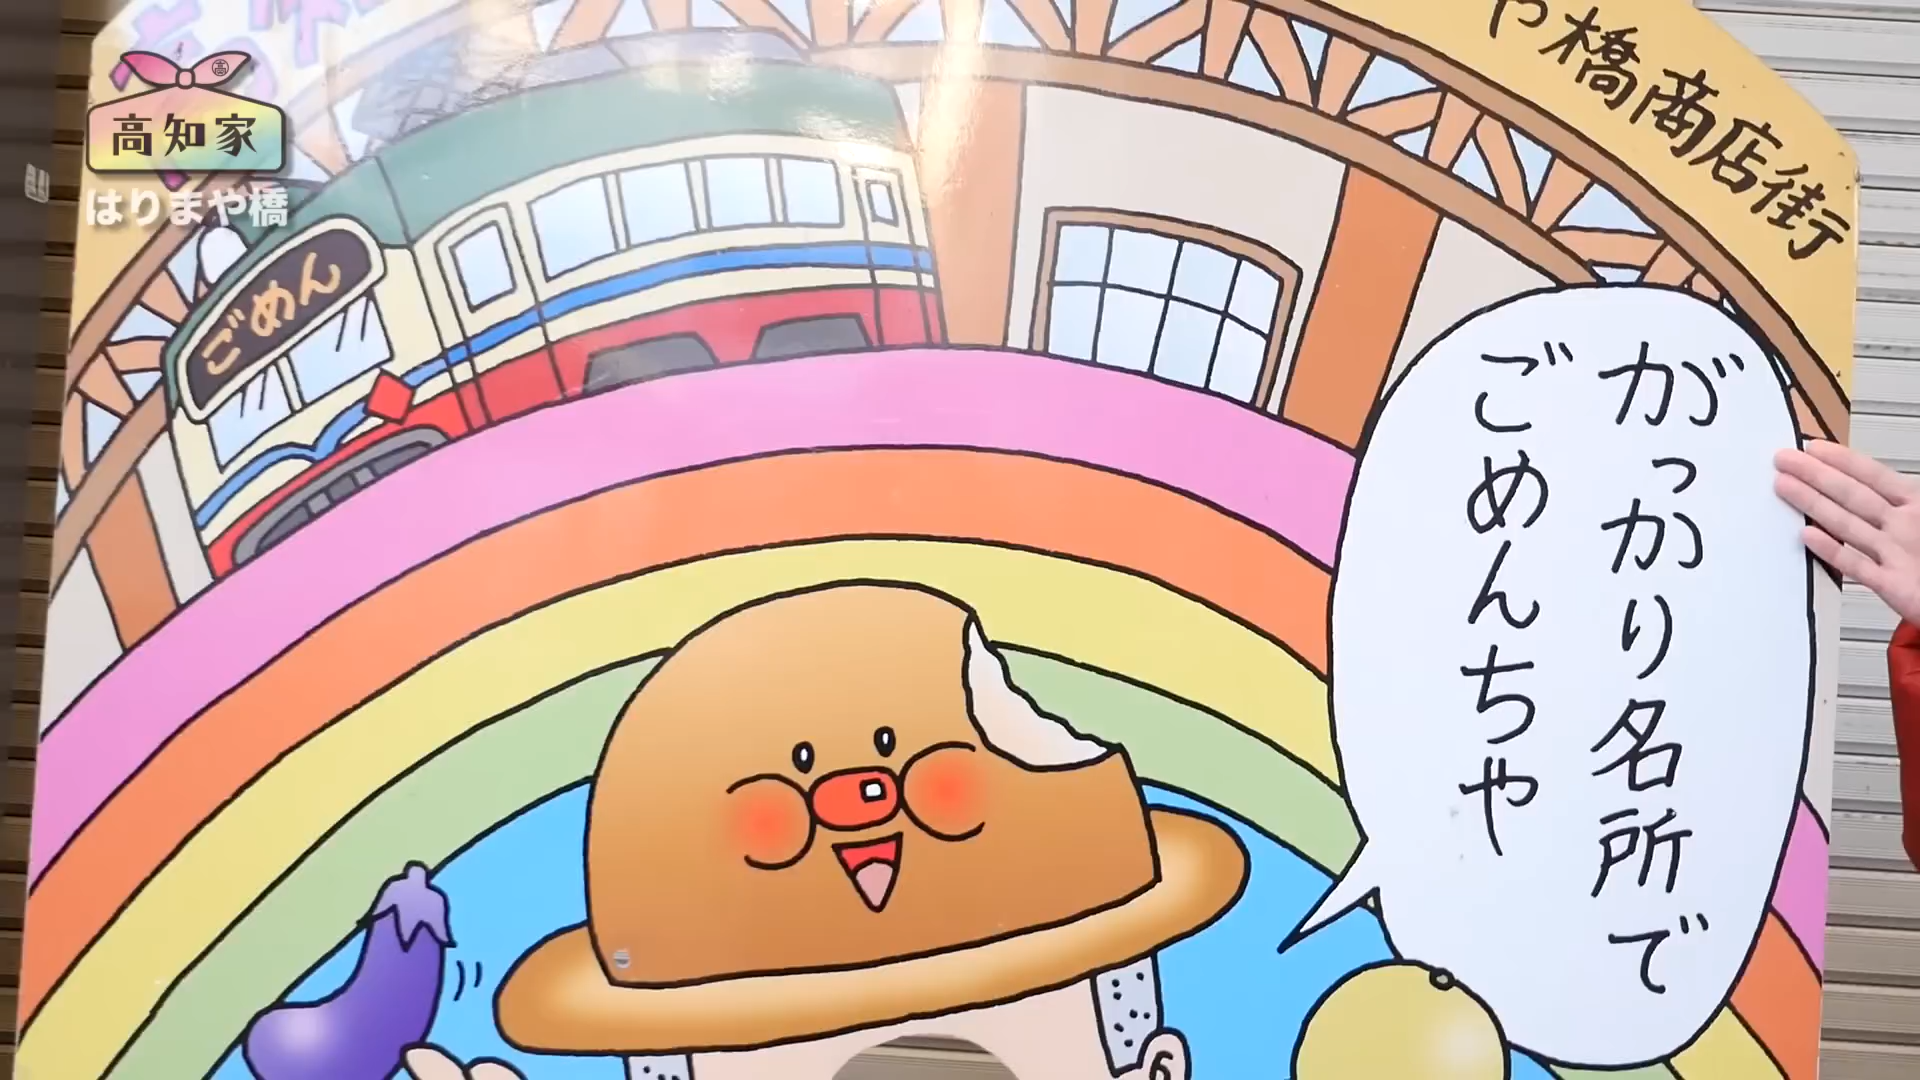 高知家
はりまや橋
や橋商店街
ごめん
がっかり名所で
ごめんちゃ